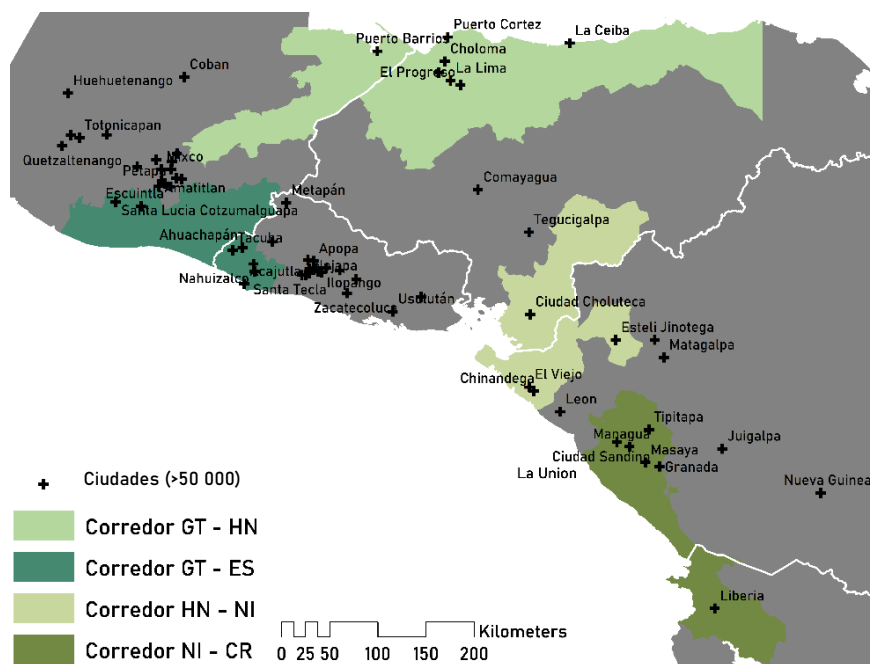 Puerto Cortez
La Ceiba
Puerto Barrios
Choloma
El Progreso
La Lima
Coban
Huehuetenango
Totonicapan
Quetzaltenango
Mixco
Petapa
Amatitlan
Escuintla
Santa Lucia Cotzumalguapa
Metapán
Comayagua
Tegucigalpa
Ahuachapán
Tacuba
Apopa
Ilopango
Nahuizalco
Acajutla
Santa Tecla
Zacatecoluca
Usulután
Ciudad Choluteca
Esteli
Jinotega
Matagalpa
Chinandega
El Viejo
Leon
Tipitapa
Managua
Juigalpa
Ciudad Sandino
Masaya
La Union
Granada
Nueva Guinea
Liberia
Ciudades (>50 000)
Corredor GT - HN
Corredor GT - ES
Corredor HN - NI
Corredor NI - CR
Kilometers
0 25 50 100 150 200